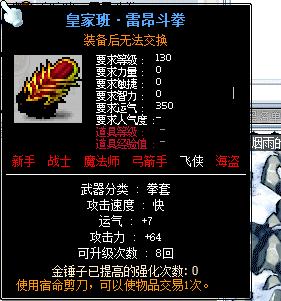 皇家班·雷昂斗拳
装备后无法交换
要求等级： 130
要求力量： 0
要求敏捷： 0
要求智力： 0
要求运气： 350
要求人气度：-
道具等级： -
道具经验值：-
新手 战士 魔法师 弓箭手 飞侠 海盗
武器分类 ：拳套
攻击速度 ：快
运气 ：+7
攻击力 ：+64
可升级次数 ：8回
金锤子已提高的强化次数：0
使用宿命剪刀，可以使物品交易1次。
烟雨的